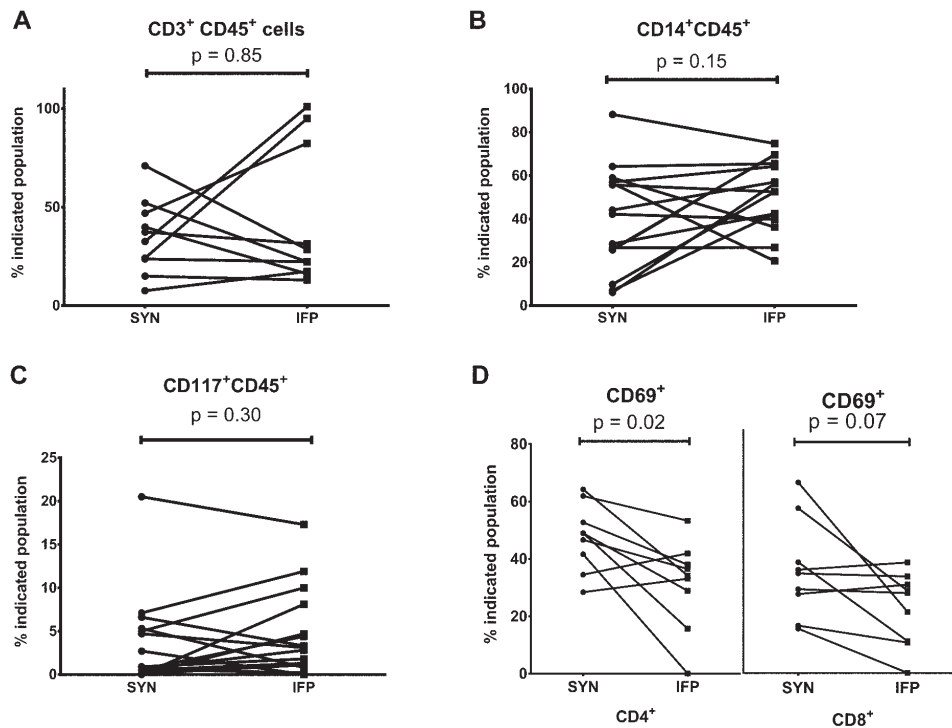 A
CD3+ CD45+ cells
p = 0.85
% indicated population
100
50
0
SYN
IFP
B
CD14+CD45+
p = 0.15
% indicated population
100
80
60
40
20
0
SYN
IFP
C
CD117+CD45+
p = 0.30
% indicated population
25
20
15
10
5
0
SYN
IFP
D
CD69+
p = 0.02
CD69+
p = 0.07
% indicated population
80
60
40
20
0
SYN
IFP
SYN
IFP
CD4+
CD8+